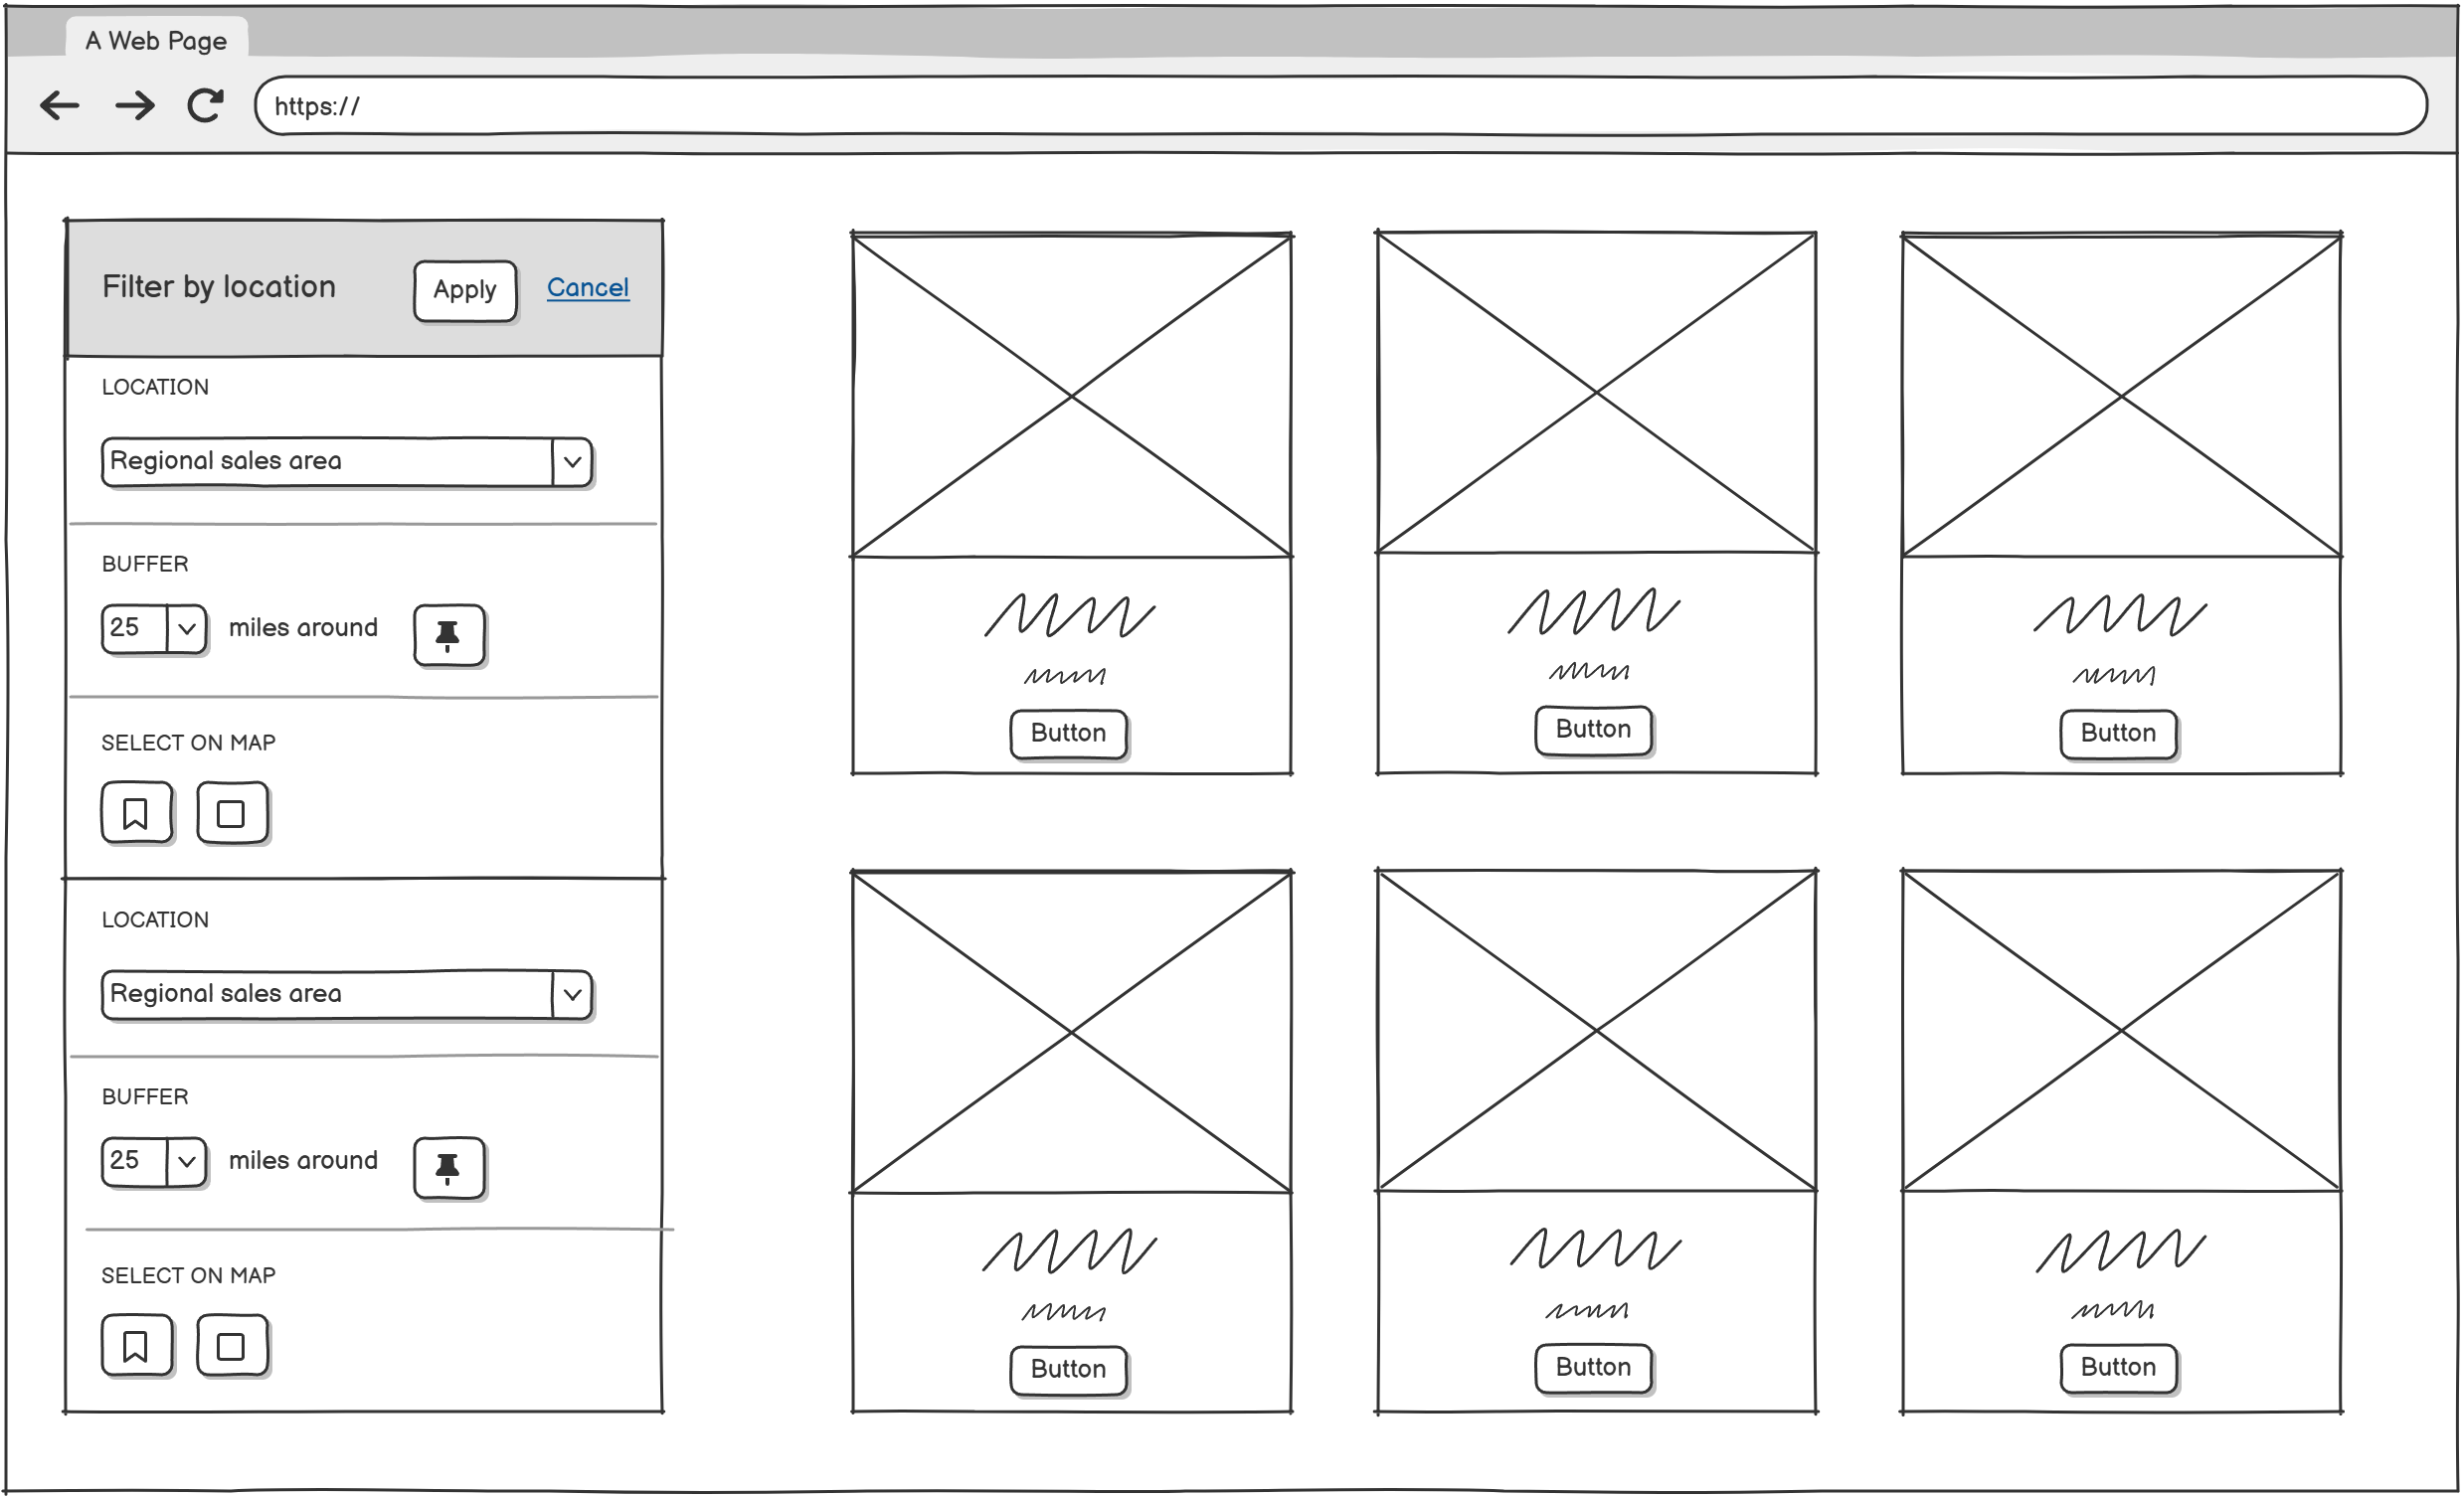 A Web Page
https://
Filter by location
Apply
Cancel
LOCATION
Regional sales area
BUFFER
25 miles around
SELECT ON MAP
LOCATION
Regional sales area
BUFFER
25 miles around
SELECT ON MAP
Button
Button
Button
Button
Button
Button